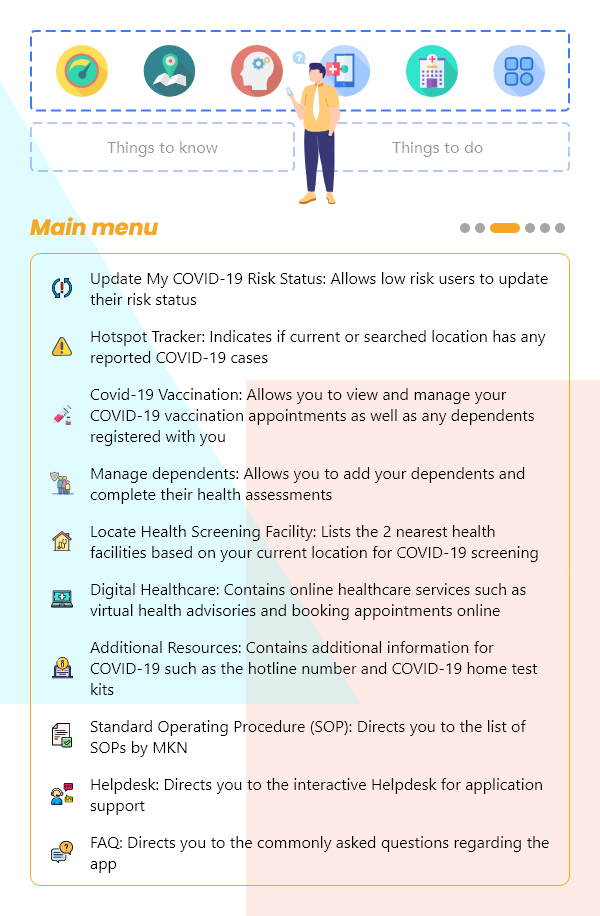 Things to know
Things to do
Main menu
Update My COVID-19 Risk Status: Allows low risk users to update
their risk status
Hotspot Tracker: Indicates if current or searched location has any
reported COVID-19 cases
Covid-19 Vaccination: Allows you to view and manage your
COVID-19 vaccination appointments as well as any dependents
registered with you
Manage dependents: Allows you to add your dependents and
complete their health assessments
Locate Health Screening Facility: Lists the 2 nearest health
facilities based on your current location for COVID-19 screening
Digital Healthcare: Contains online healthcare services such as
virtual health advisories and booking appointments online
Additional Resources: Contains additional information for
COVID-19 such as the hotline number and COVID-19 home test
kits
Standard Operating Procedure (SOP): Directs you to the list of
SOPs by MKN
Helpdesk: Directs you to the interactive Helpdesk for application
support
FAQ: Directs you to the commonly asked questions regarding the
app